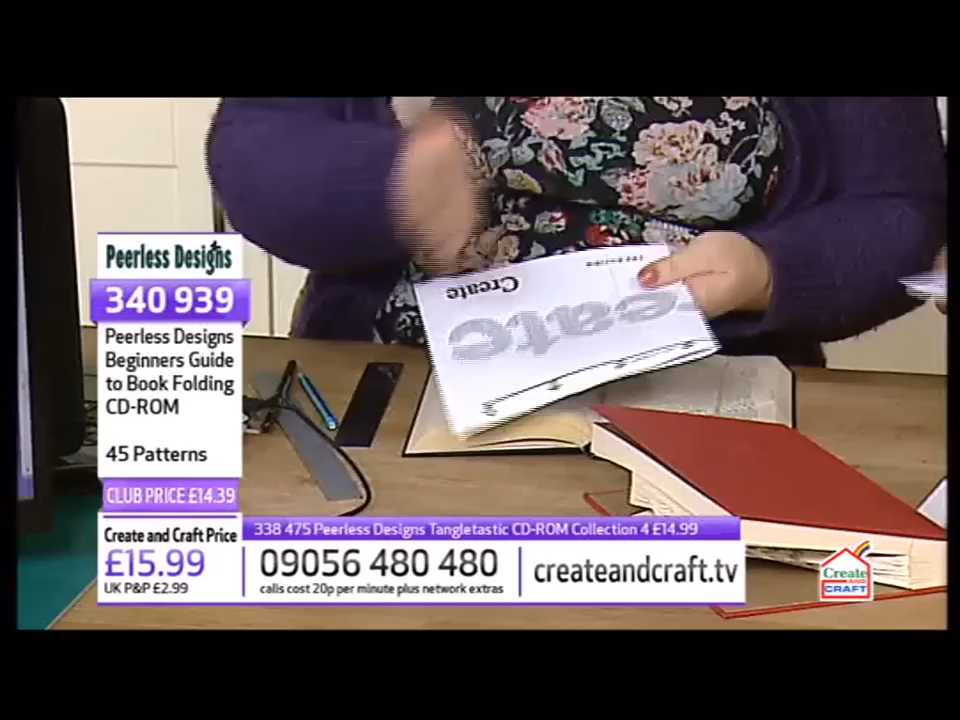 Peerless Designs
340 939
Peerless Designs
Beginners Guide
to Book Folding
CD-ROM
45 Patterns
CLUB PRICE £14.39
Create and Craft Price
£15.99
UK P&P £2.99
338 475 Peerless Designs Tangletastic CD-ROM Collection 4 £14.99
09056 480 480
calls cost 20p per minute plus network extras
createandcraft.tv
Create
AND
CRAFT
Create
eate